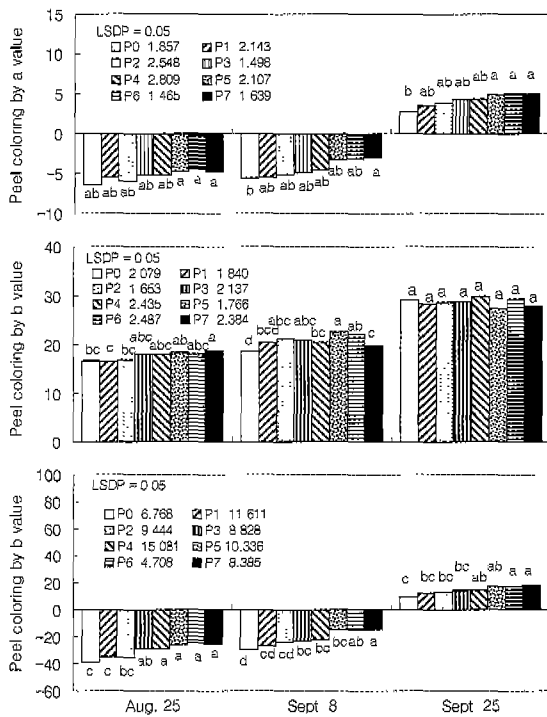 15
10
5
0
−5
−10
Peel coloring by a value
LSDP = 0.05
P0 1.857 P1 2.143
P2 2.548 P3 1.498
P4 2.809 P5 2.107
P6 1.465 P7 1.639
ab ab ab ab ab a a a
b ab ab ab ab ab ab a
b ab ab ab ab a a a
40
30
20
10
0
Peel coloring by b value
LSDP = 0.05
P0 2.079 P1 1.840
P2 1.653 P3 2.137
P4 2.435 P5 1.766
P6 2.487 P7 2.384
bc c bc abc abc ab abc a
d bcd abc abc bc a ab c
a a a a a a a a
100
80
60
40
20
0
−20
−40
−60
Peel coloring by b value
LSDP = 0.05
P0 6.768 P1 11.611
P2 9.444 P3 8.828
P4 15.081 P5 10.336
P6 4.708 P7 8.385
c c bc ab a a a a
d cd cd bc bc bc ab a
c bc bc bc ab a a a
Aug. 25 Sept 8 Sept 25